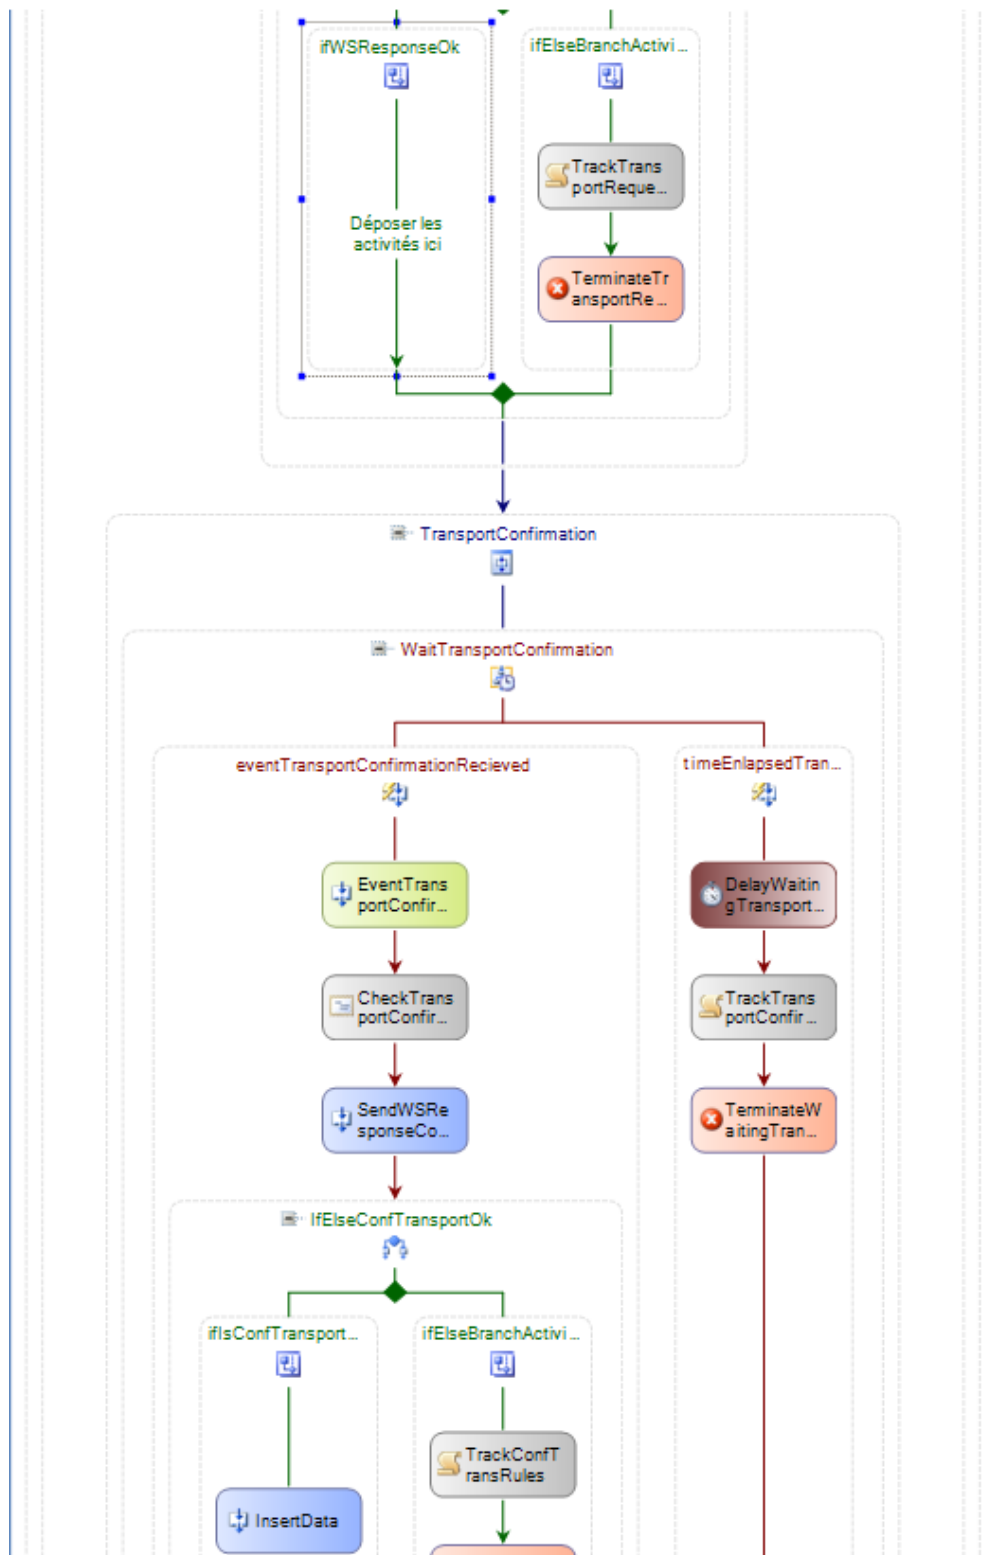 ifWSResponseOk
ifElseBranchActivi...
TrackTrans
portReque...
Déposer les
activités ici
TerminateTr
ansportRe...
TransportConfirmation
WaitTransportConfirmation
eventTransportConfirmationRecieved
timeEnlapsedTran...
EventTrans
portConfir...
DelayWaitin
gTransport...
CheckTrans
portConfir...
TrackTrans
portConfir...
SendWSRe
sponseCo...
TerminateW
aitingTran...
IfElseConfTransportOk
ifIsConfTransport...
ifElseBranchActivi...
TrackConfT
ransRules
InsertData